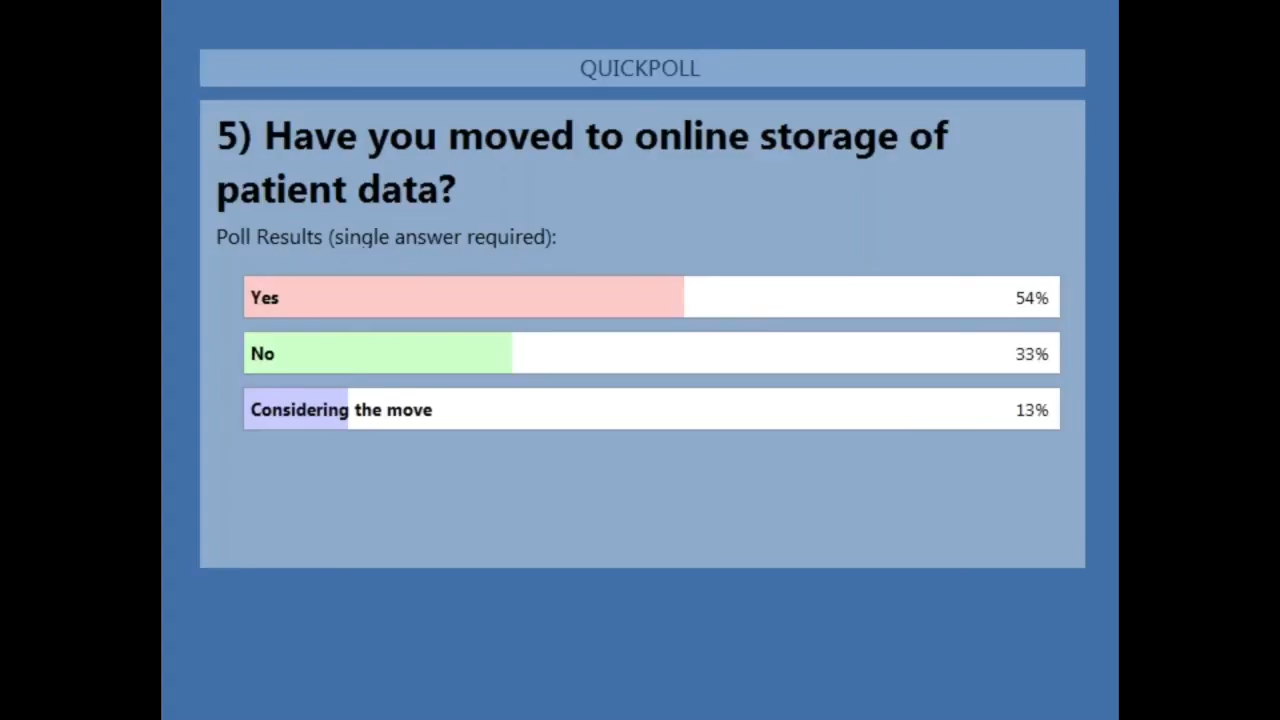 QUICKPOLL
5) Have you moved to online storage of
patient data?
Poll Results (single answer required):
Yes 54%
No 33%
Considering the move 13%